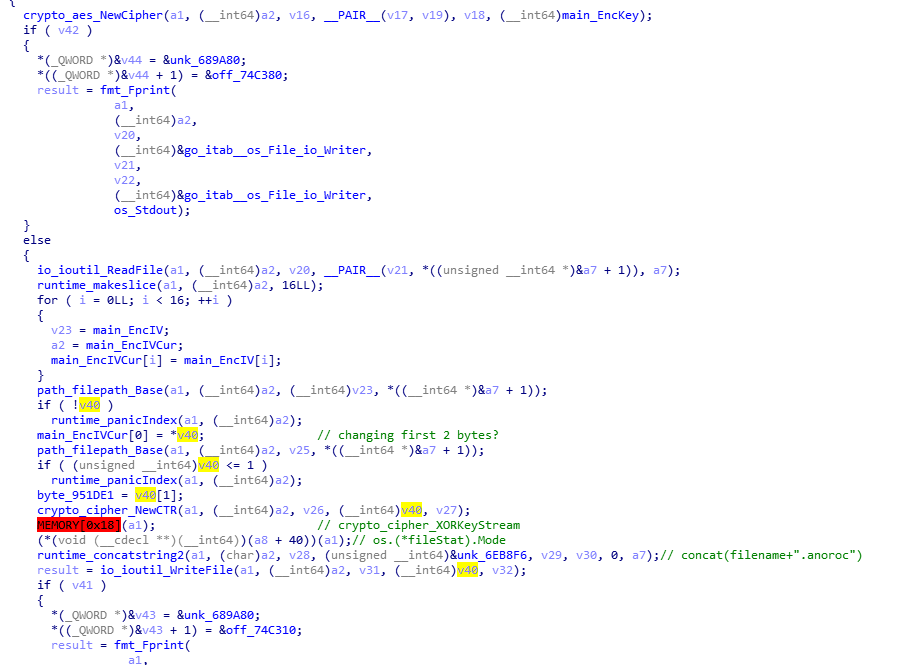 {
crypto_aes_NewCipher(a1, (__int64)a2, v16, __PAIR__(v17, v19), v18, (__int64)main_EncKey);
if ( v42 )
{
*(_QWORD *)&v44 = &unk_689A80;
*((_QWORD *)&v44 + 1) = &off_74C380;
result = fmt_Fprint(
a1,
(__int64)a2,
v20,
(__int64)&go_itab__os_File_io_Writer,
v21,
v22,
(__int64)&go_itab__os_File_io_Writer,
os_Stdout);
}
else
{
io_ioutil_ReadFile(a1, (__int64)a2, v20, __PAIR__(v21, *((unsigned __int64 *)&a7 + 1)), a7);
runtime_makeslice(a1, (__int64)a2, 16LL);
for ( i = 0LL; i < 16; ++i )
{
v23 = main_EncIV;
a2 = main_EncIVCur;
main_EncIVCur[i] = main_EncIV[i];
}
path_filepath_Base(a1, (__int64)a2, (__int64)v23, *((__int64 *)&a7 + 1));
if ( !v40 )
runtime_panicIndex(a1, (__int64)a2);
main_EncIVCur[0] = *v40; // changing first 2 bytes?
path_filepath_Base(a1, (__int64)a2, v25, *((__int64 *)&a7 + 1));
if ( (unsigned __int64)v40 <= 1 )
runtime_panicIndex(a1, (__int64)a2);
byte_951DE1 = v40[1];
crypto_cipher_NewCTR(a1, (__int64)a2, v26, (__int64)v40, v27);
MEMORY[0x18](a1); // crypto_cipher_XORKeyStream
(*(void (__cdecl **)(__int64))(a8 + 40))(a1);// os.(*fileStat).Mode
runtime_concatstring2(a1, (char)a2, v28, (unsigned __int64)&unk_6EB8F6, v29, v30, 0, a7);// concat(filename+".anoroc")
result = io_ioutil_WriteFile(a1, (__int64)a2, v31, (__int64)v40, v32);
if ( v41 )
{
*(_QWORD *)&v43 = &unk_689A80;
*((_QWORD *)&v43 + 1) = &off_74C310;
result = fmt_Fprint(
a1,